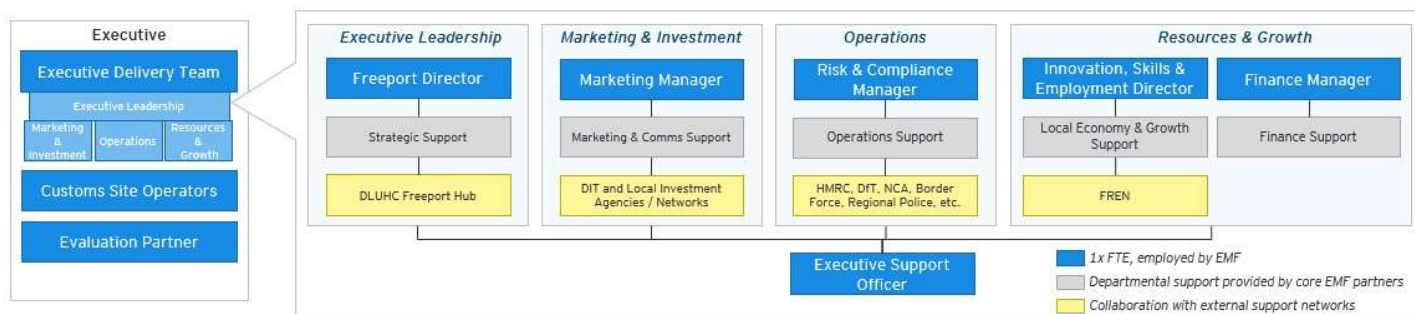 Executive
Executive Delivery Team
Executive Leadership
Marketing
&
Investment
Operations
Resources
&
Growth
Customs Site Operators
Evaluation Partner
Executive Leadership
Freeport Director
Strategic Support
DLUHC Freeport Hub
Marketing & Investment
Marketing Manager
Marketing & Comms Support
DIT and Local Investment
Agencies / Networks
Operations
Risk & Compliance
Manager
Operations Support
HMRC, DfT, NCA, Border
Force, Regional Police, etc.
Resources & Growth
Innovation, Skills &
Employment Director
Local Economy & Growth
Support
FREN
Finance Manager
Finance Support
Executive Support
Officer
1x FTE, employed by EMF
Departmental support provided by core EMF partners
Collaboration with external support networks